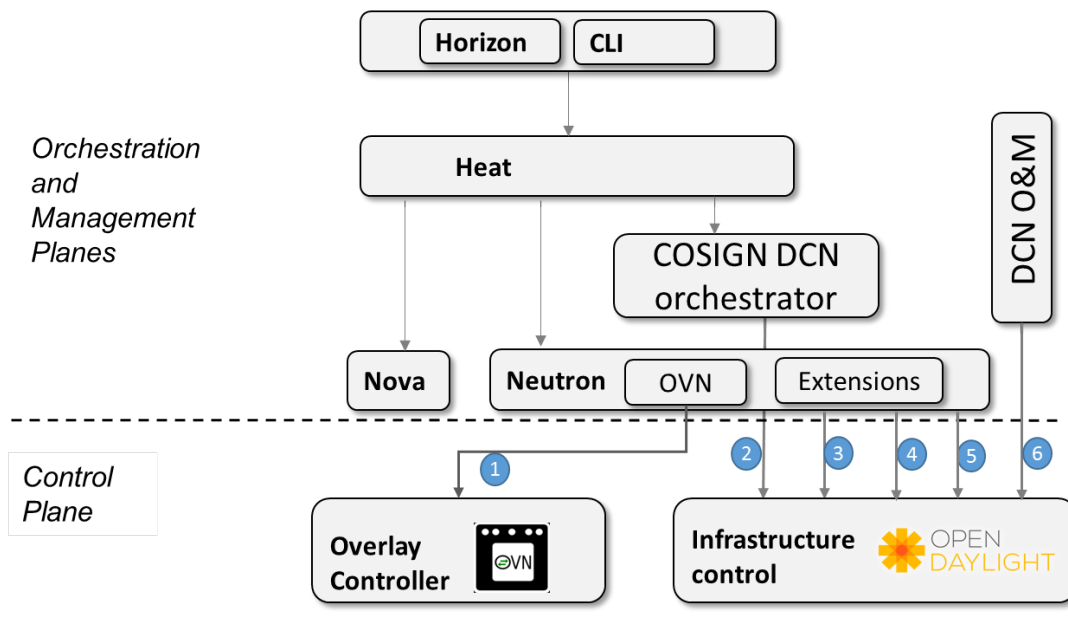 Horizon
CLI
Orchestration
and
Management
Planes
Heat
DCN O&M
COSIGN DCN
orchestrator
Nova
Neutron
OVN
Extensions
1
2
3
4
5
6
Control
Plane
Overlay
Controller
OVN
Infrastructure
control
OPEN
DAYLIGHT